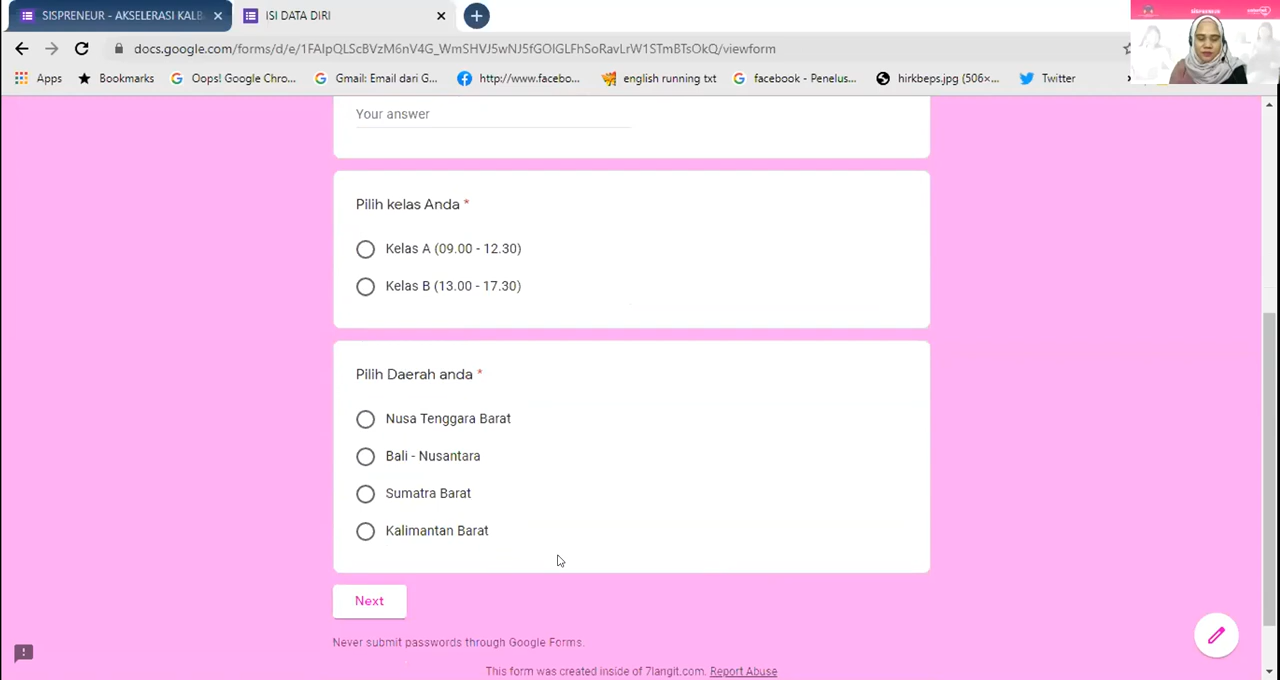 SISPRENEUR - AKSELERASI KALB
ISI DATA DIRI
docs.google.com/forms/d/e/1FAIpQLScBVzM6nV4G_WmSHVJ5wNJ5fGOlGLFhSoRavLrW1STmBTsOkQ/viewform
Apps
Bookmarks
Oops! Google Chro...
Gmail: Email dari G...
http://www.facebo...
english running txt
facebook - Penelus...
hirkbeps.jpg (506×...
Twitter
Your answer
Pilih kelas Anda *
Kelas A (09.00 - 12.30)
Kelas B (13.00 - 17.30)
Pilih Daerah anda *
Nusa Tenggara Barat
Bali - Nusantara
Sumatra Barat
Kalimantan Barat
Next
Never submit passwords through Google Forms.
This form was created inside of 7langit.com. Report Abuse